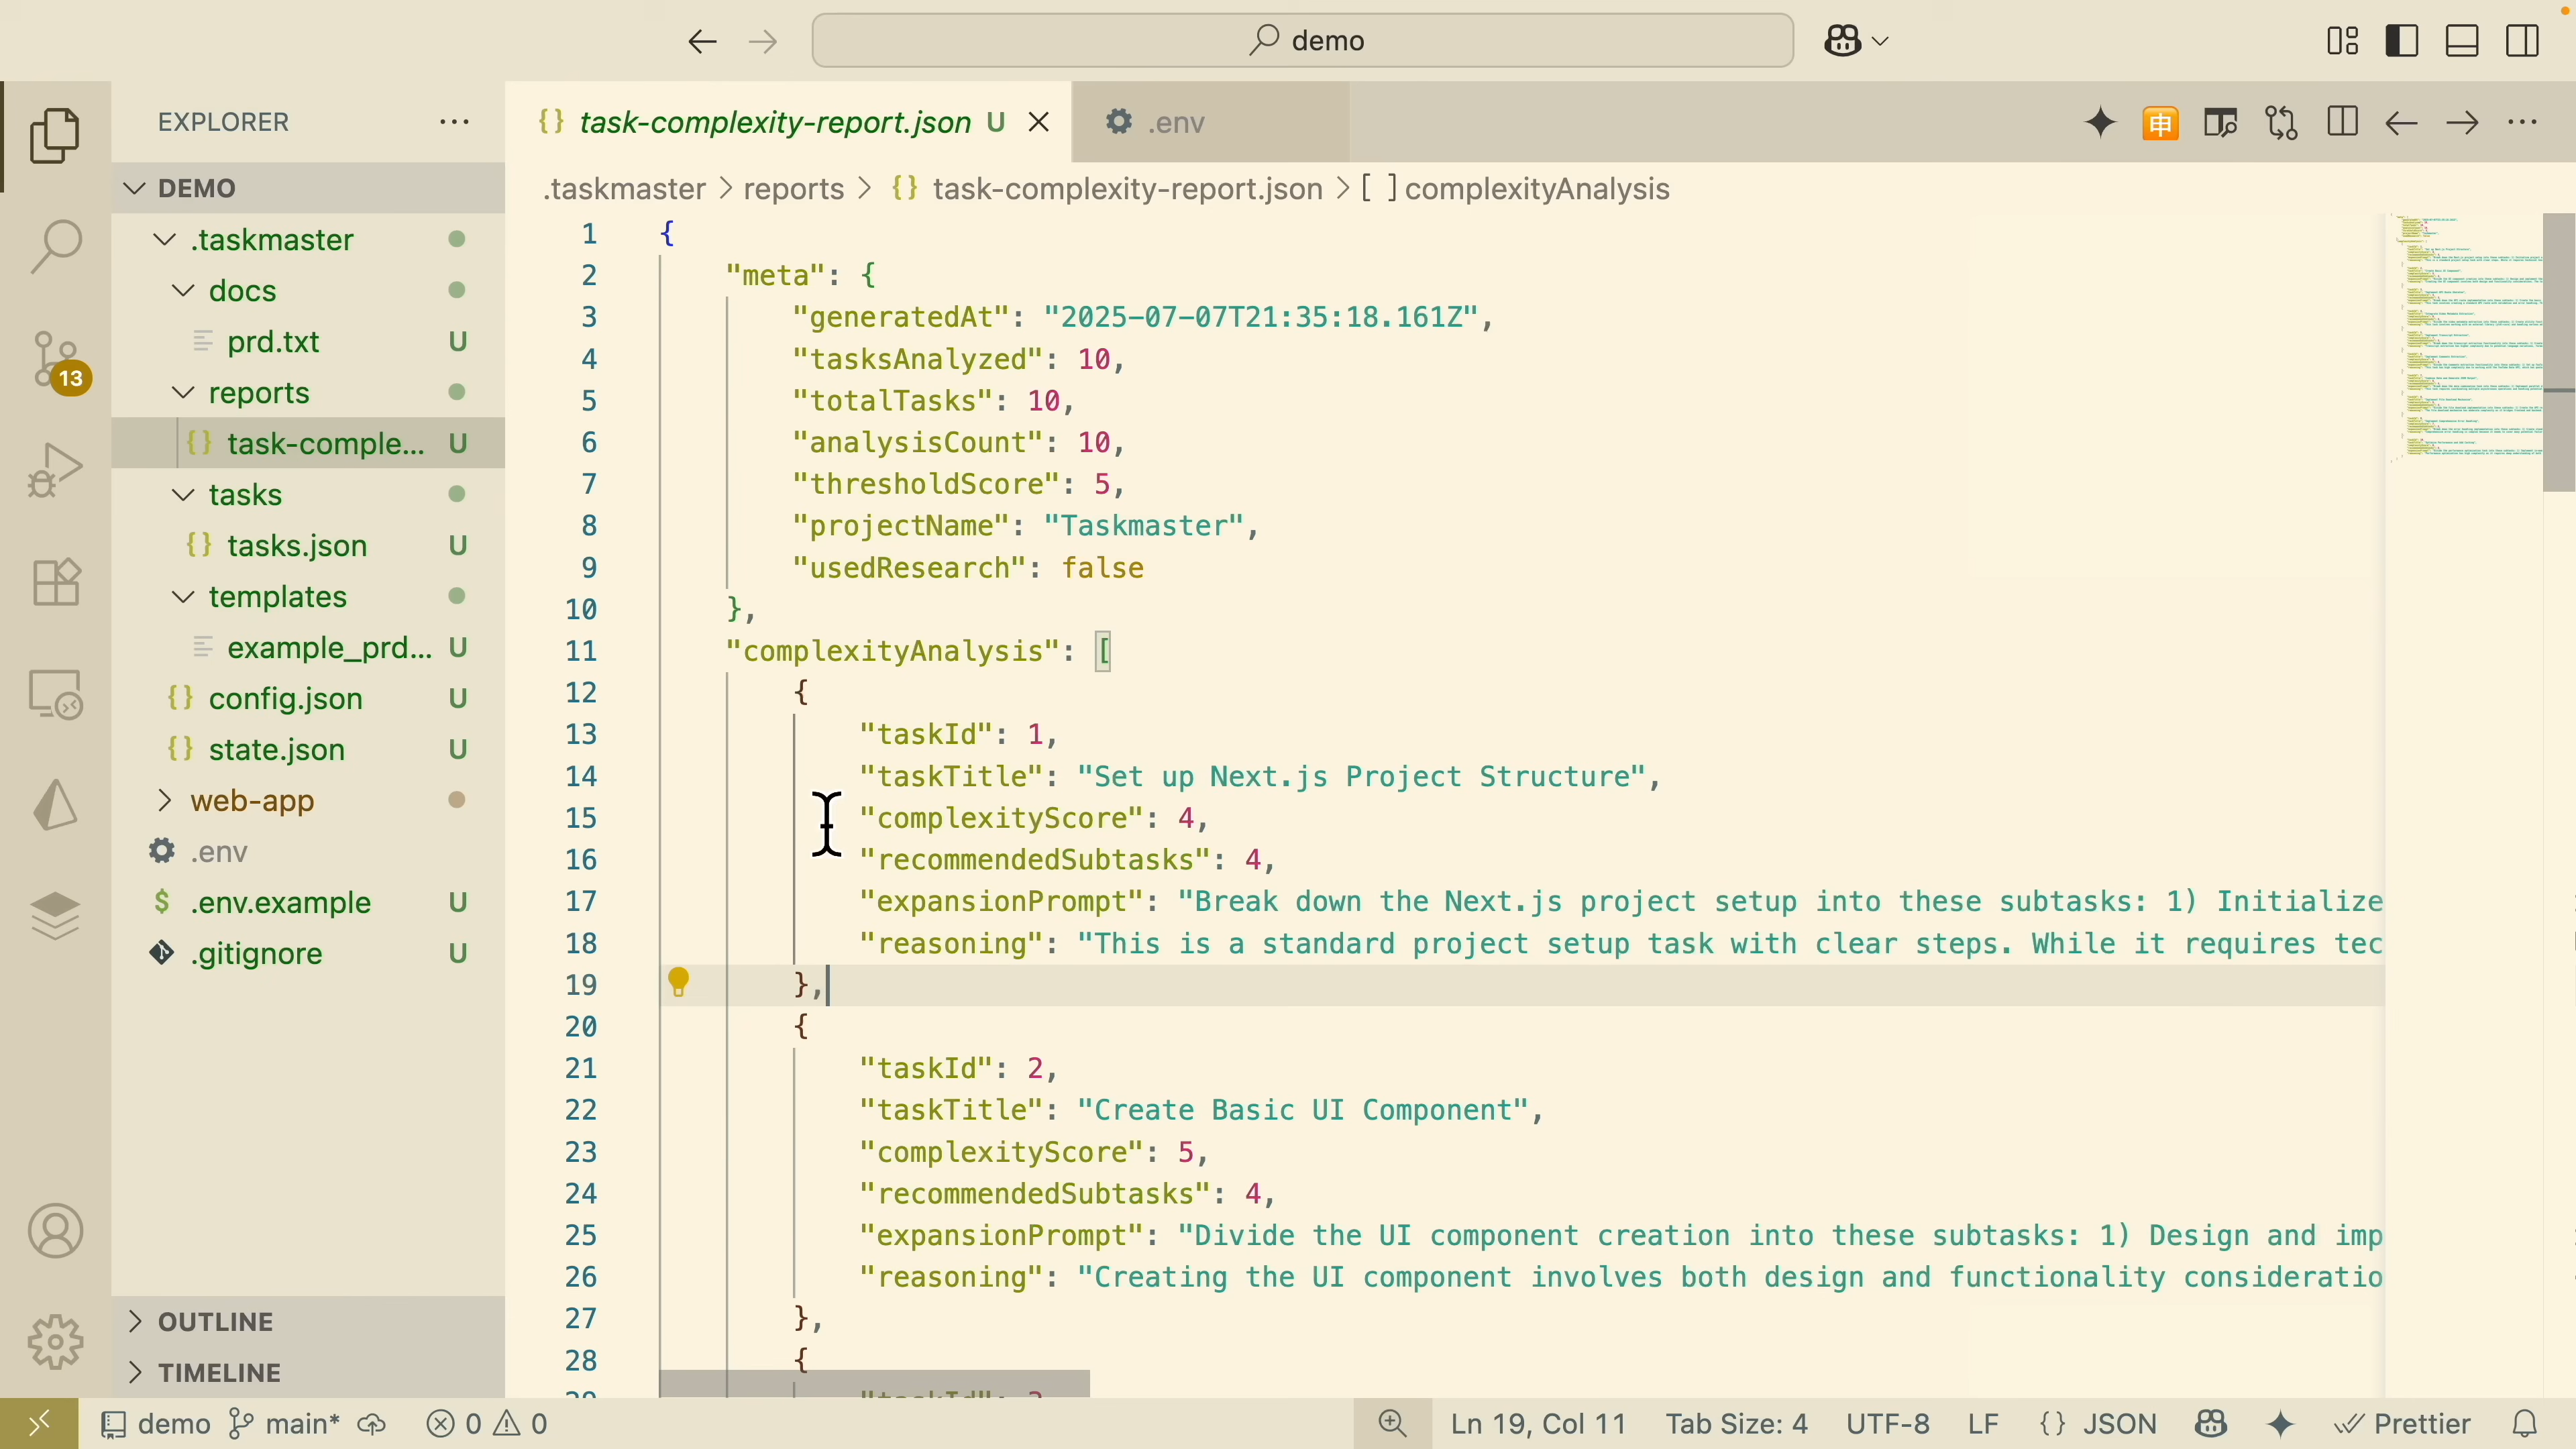 demo
EXPLORER
task-complexity-report.json U
.env
申
DEMO
.taskmaster
docs
prd.txt U
reports
task-comple... U
tasks
tasks.json U
templates
example_prd... U
config.json U
state.json U
web-app
.env
$ .env.example U
.gitignore U
OUTLINE
TIMELINE
13
.taskmaster > reports > {} task-complexity-report.json > [ ] complexityAnalysis
1 {
2 "meta": {
3 "generatedAt": "2025-07-07T21:35:18.161Z",
4 "tasksAnalyzed": 10,
5 "totalTasks": 10,
6 "analysisCount": 10,
7 "thresholdScore": 5,
8 "projectName": "Taskmaster",
9 "usedResearch": false
10 },
11 "complexityAnalysis": [
12 {
13 "taskId": 1,
14 "taskTitle": "Set up Next.js Project Structure",
15 "complexityScore": 4,
16 "recommendedSubtasks": 4,
17 "expansionPrompt": "Break down the Next.js project setup into these subtasks: 1) Initialize
18 "reasoning": "This is a standard project setup task with clear steps. While it requires tec
19 },
20 {
21 "taskId": 2,
22 "taskTitle": "Create Basic UI Component",
23 "complexityScore": 5,
24 "recommendedSubtasks": 4,
25 "expansionPrompt": "Divide the UI component creation into these subtasks: 1) Design and imp
26 "reasoning": "Creating the UI component involves both design and functionality consideratio
27 },
28 {
demo main* 0 0
Ln 19, Col 11 Tab Size: 4 UTF-8 LF {} JSON Prettier